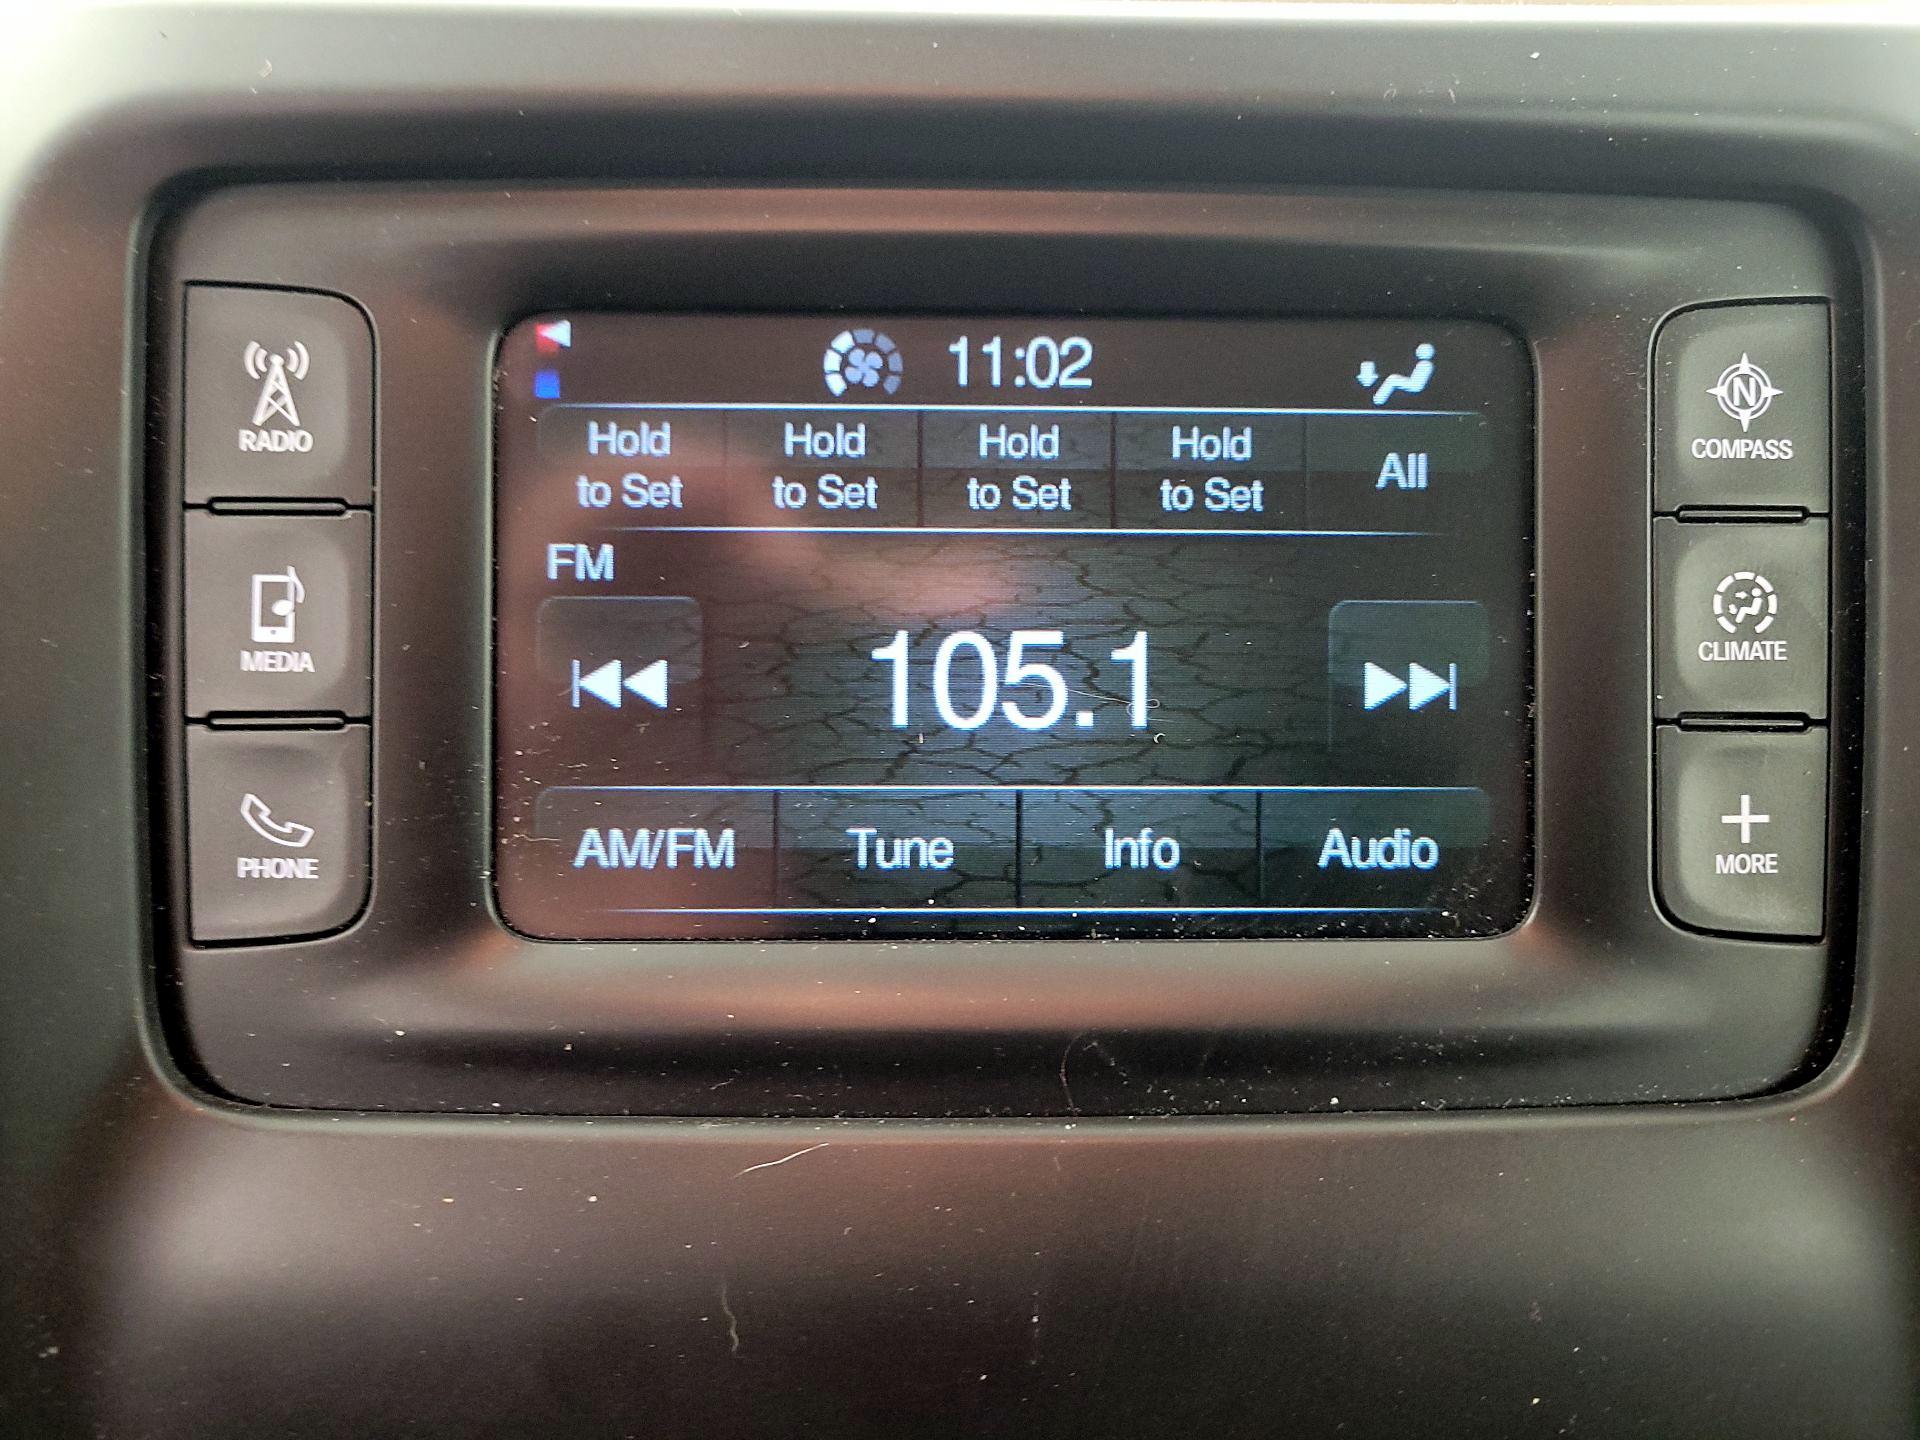 11:02
Hold Hold Hold Hold
to Set to Set to Set to Set
All
FM
105.1
AM/FM Tune Info Audio
RADIO
MEDIA
PHONE
N
COMPASS
CLIMATE
MORE